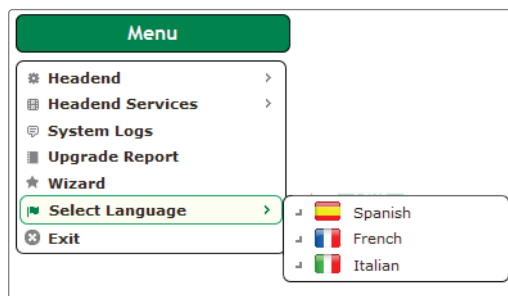 Menu
Headend
Headend Services
System Logs
Upgrade Report
Wizard
Select Language
Exit
Spanish
French
Italian